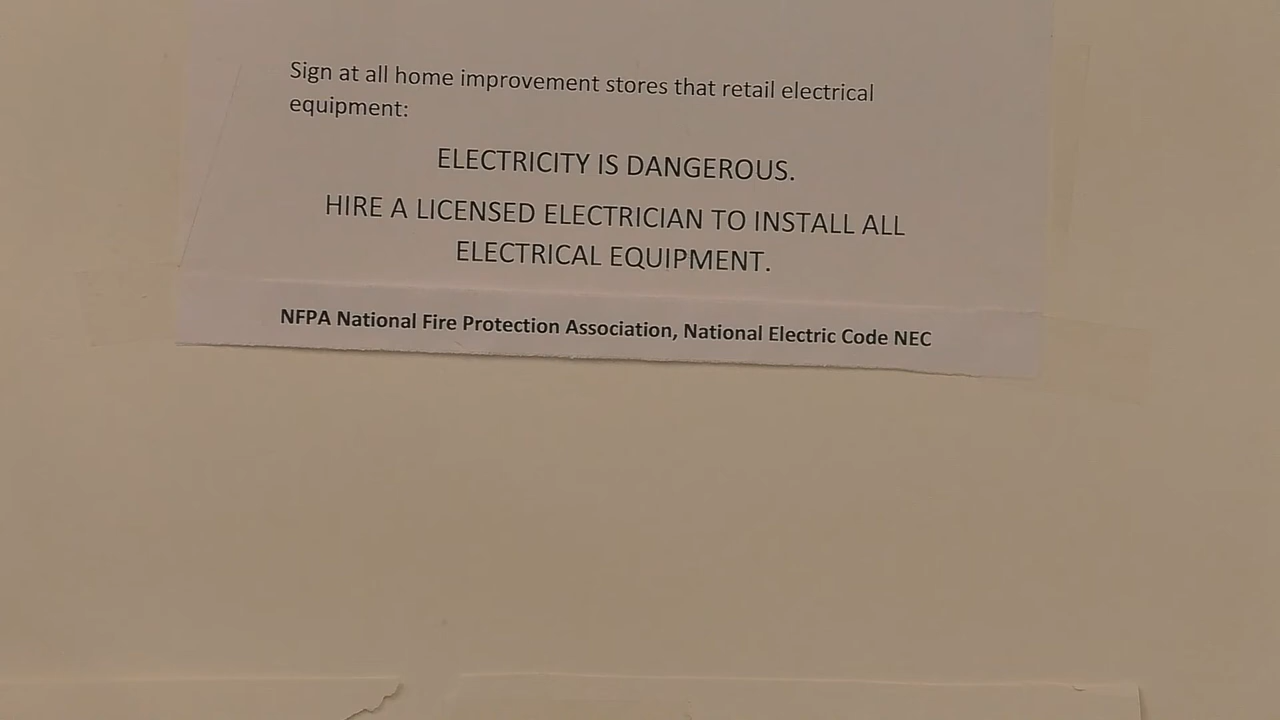 Sign at all home improvement stores that retail electrical
equipment:
ELECTRICITY IS DANGEROUS.
HIRE A LICENSED ELECTRICIAN TO INSTALL ALL
ELECTRICAL EQUIPMENT.
NFPA National Fire Protection Association, National Electric Code NEC